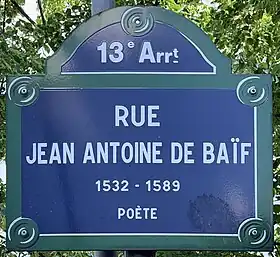 13e Arrt
RUE
JEAN ANTOINE DE BAÏF
1532 - 1589
POÈTE